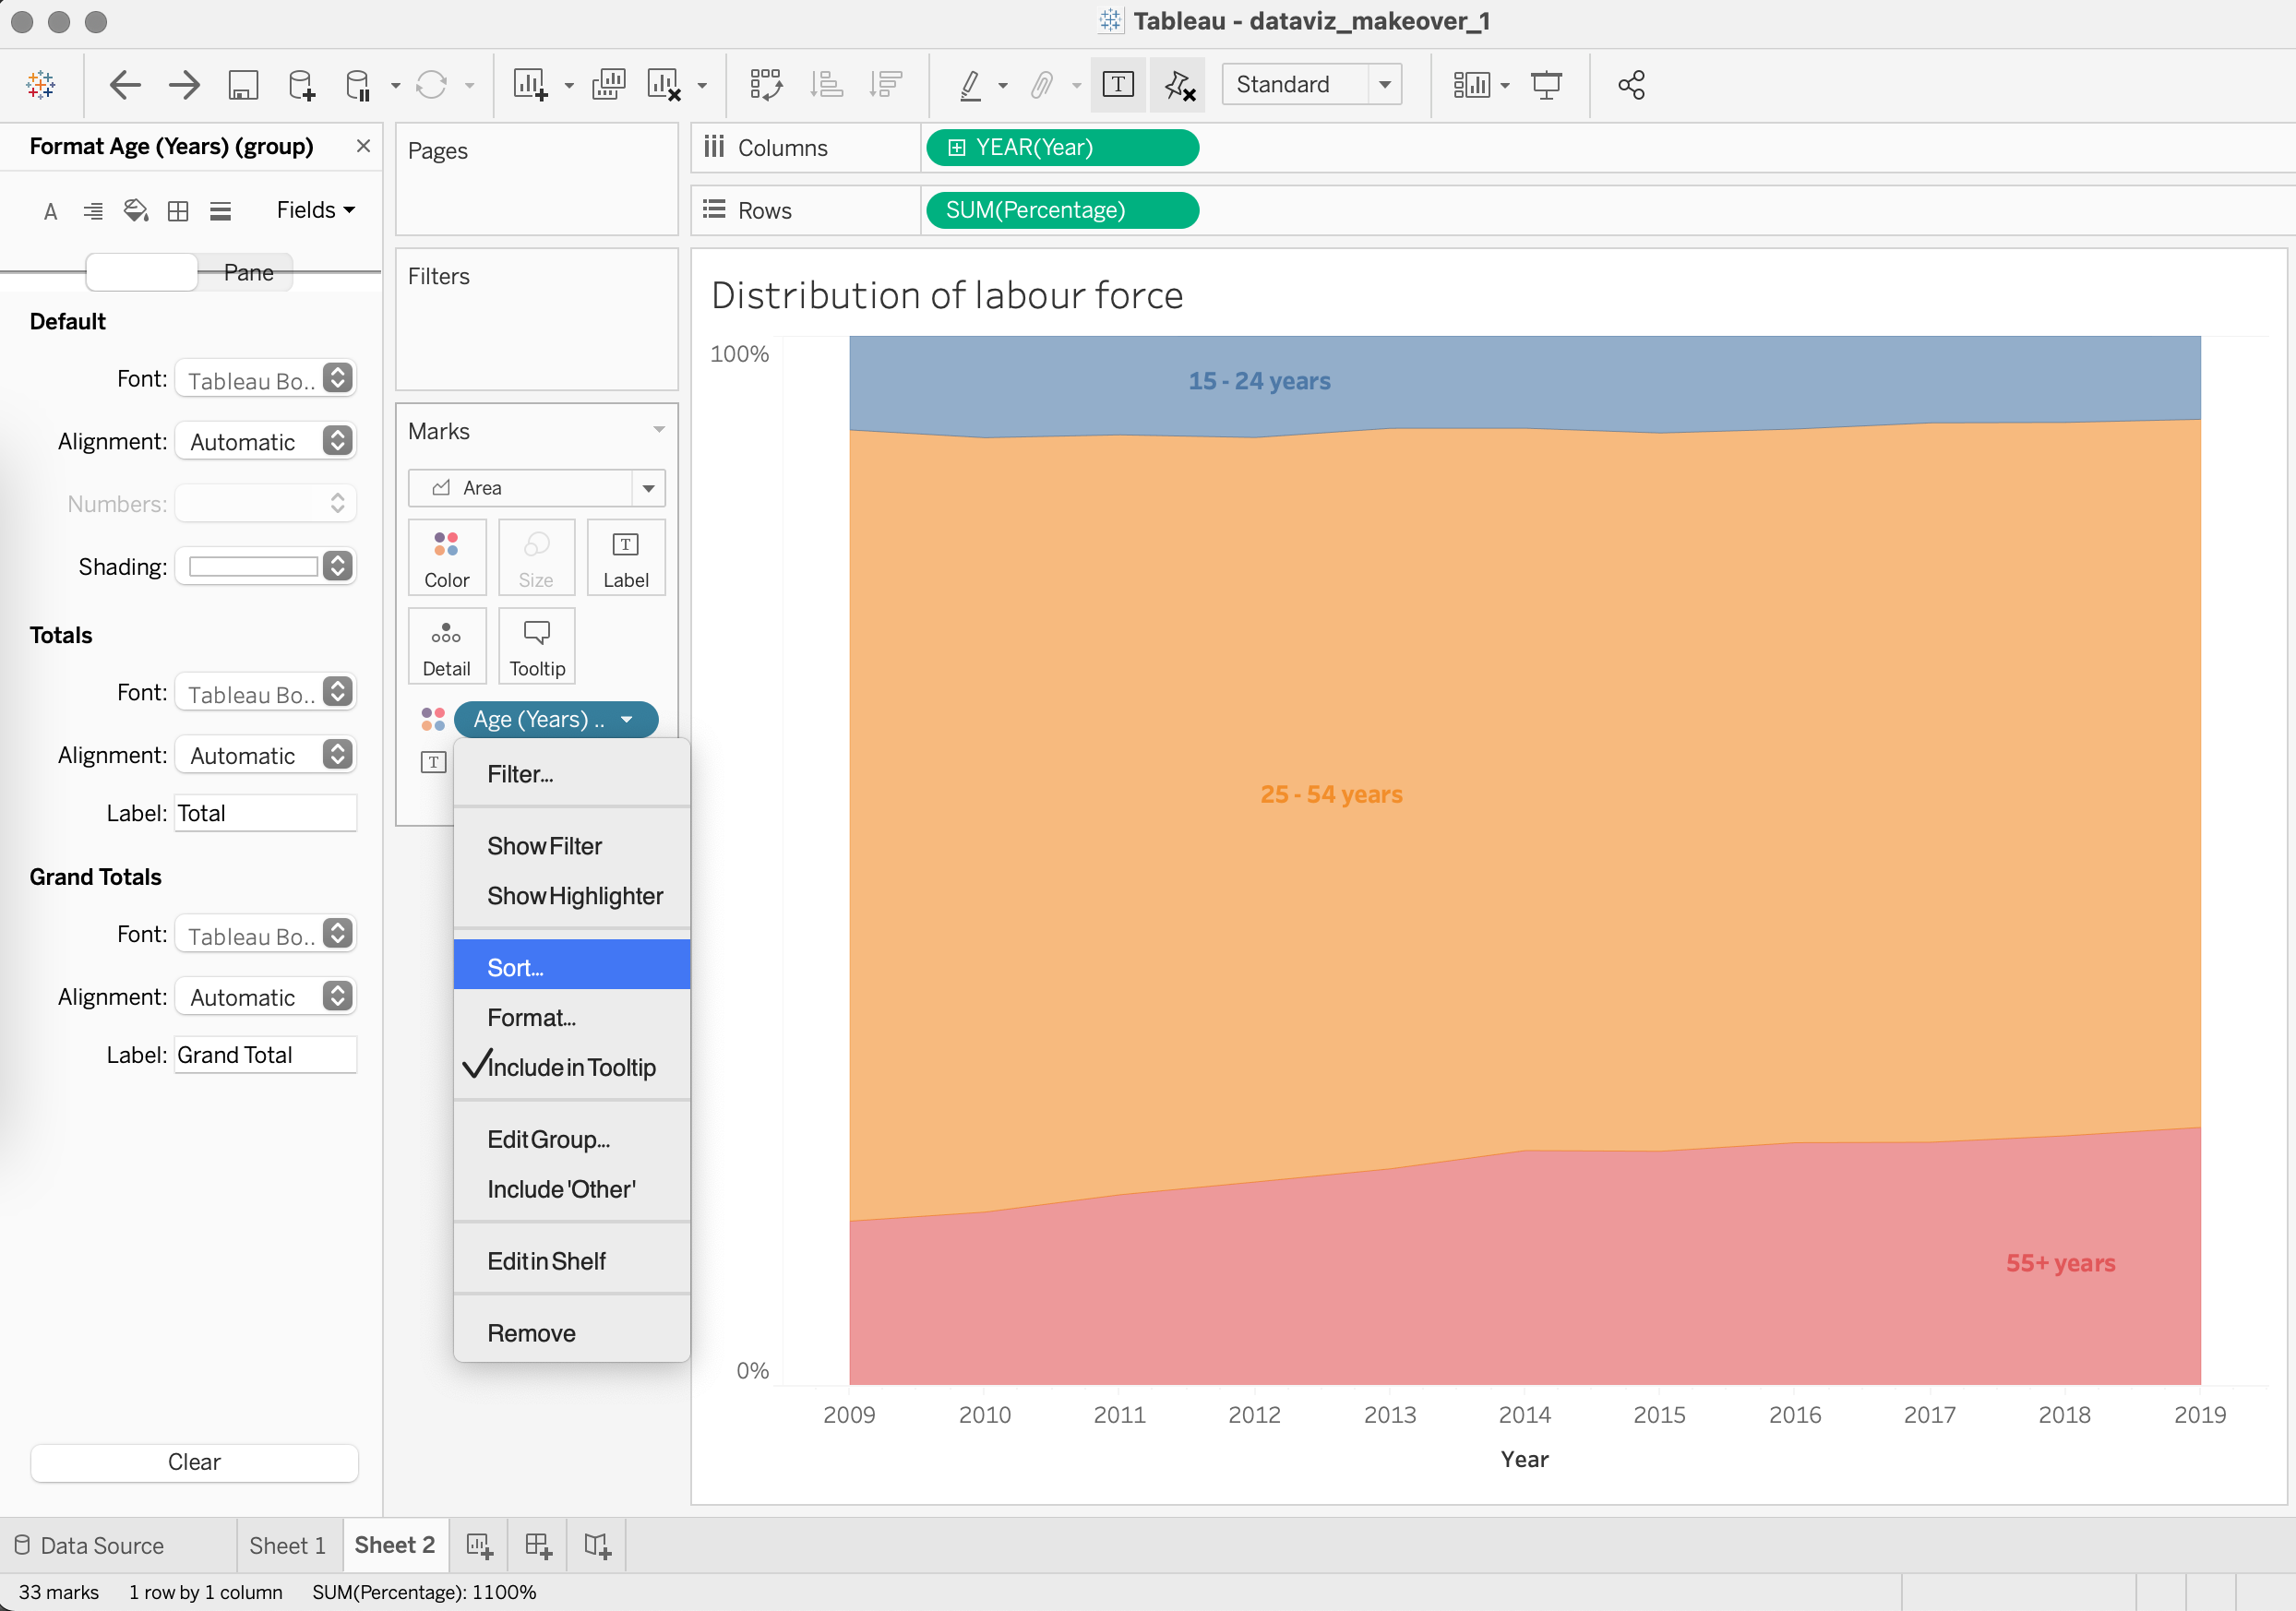 Tableau - dataviz_makeover_1
Standard
Format Age (Years) (group)
Fields
Pane
Default
Font: Tableau Bo..
Alignment: Automatic
Numbers:
Shading:
Totals
Font: Tableau Bo..
Alignment: Automatic
Label: Total
Grand Totals
Font: Tableau Bo..
Alignment: Automatic
Label: Grand Total
Clear
Pages
Filters
Marks
Area
Color
Size
Label
Detail
Tooltip
Age (Years) ..
Filter...
Show Filter
Show Highlighter
Sort...
Format...
Include in Tooltip
Edit Group...
Include 'Other'
Edit in Shelf
Remove
Columns
YEAR(Year)
Rows
SUM(Percentage)
Distribution of labour force
100%
15 - 24 years
25 - 54 years
55+ years
0%
2009 2010 2011 2012 2013 2014 2015 2016 2017 2018 2019
Year
Data Source
Sheet 1
Sheet 2
33 marks 1 row by 1 column SUM(Percentage): 1100%